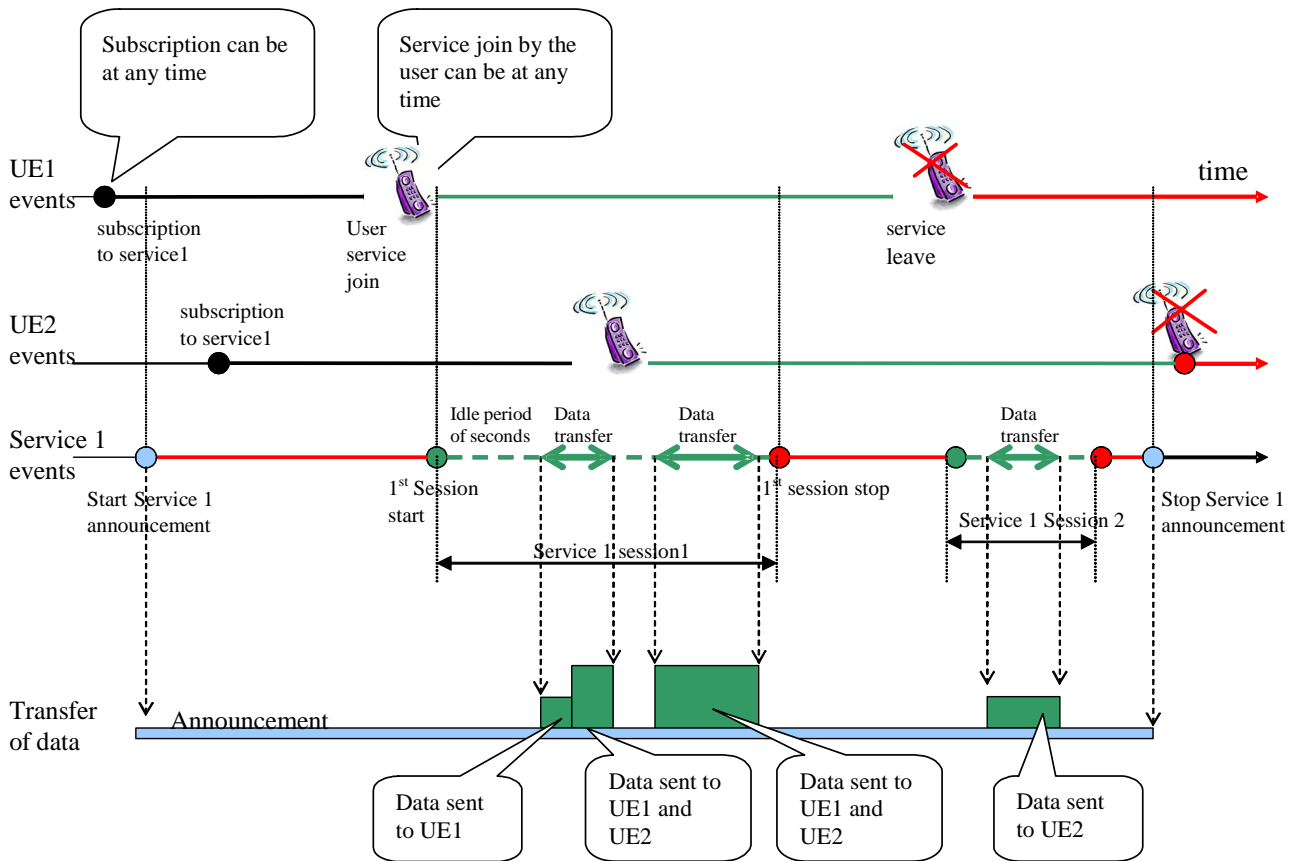 Subscription can be
at any time
Service join by the
user can be at any
time
UE1
events
time
subscription
to service1
User
service
join
service
leave
UE2
events
subscription
to service1
Service 1
events
Idle period
of seconds
Data
transfer
Data
transfer
Data
transfer
Start Service 1
announcement
1st Session
start
1st session stop
Stop Service 1
announcement
Service 1 Session 2
Service 1 session1
Transfer
of data
Announcement
Data sent
to UE1
Data sent to
UE1 and
UE2
Data sent to
UE1 and
UE2
Data sent
to UE2